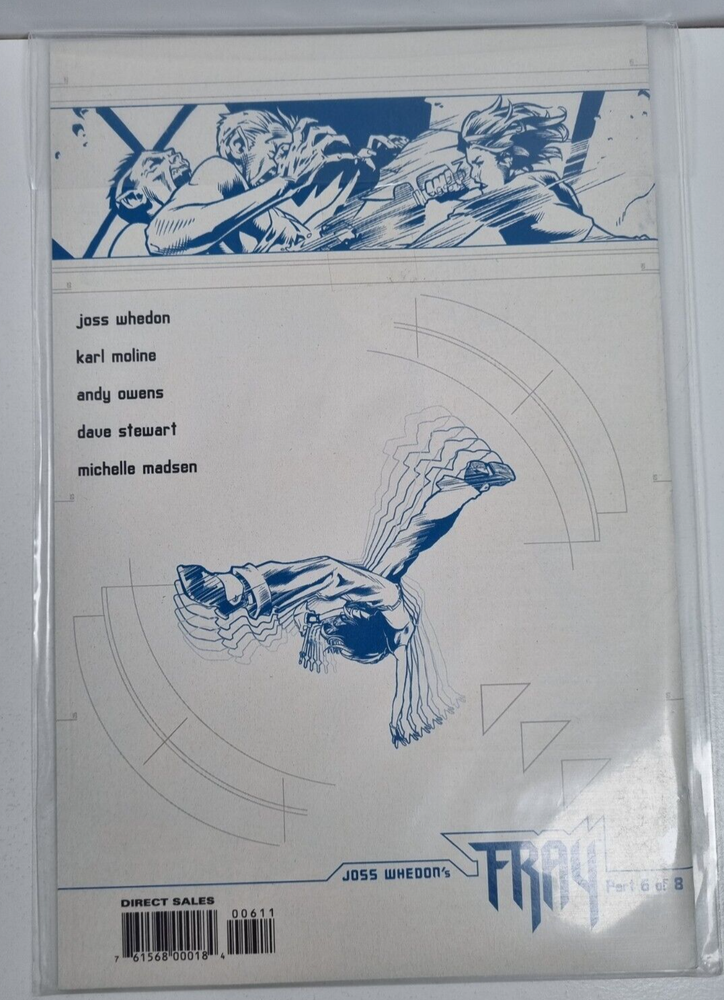 joss whedon
karl moline
andy owens
dave stewart
michelle madsen
JOSS WHEDON's
FRAY
Part 6 of 8
DIRECT SALES
00611
7 61568 00018 4